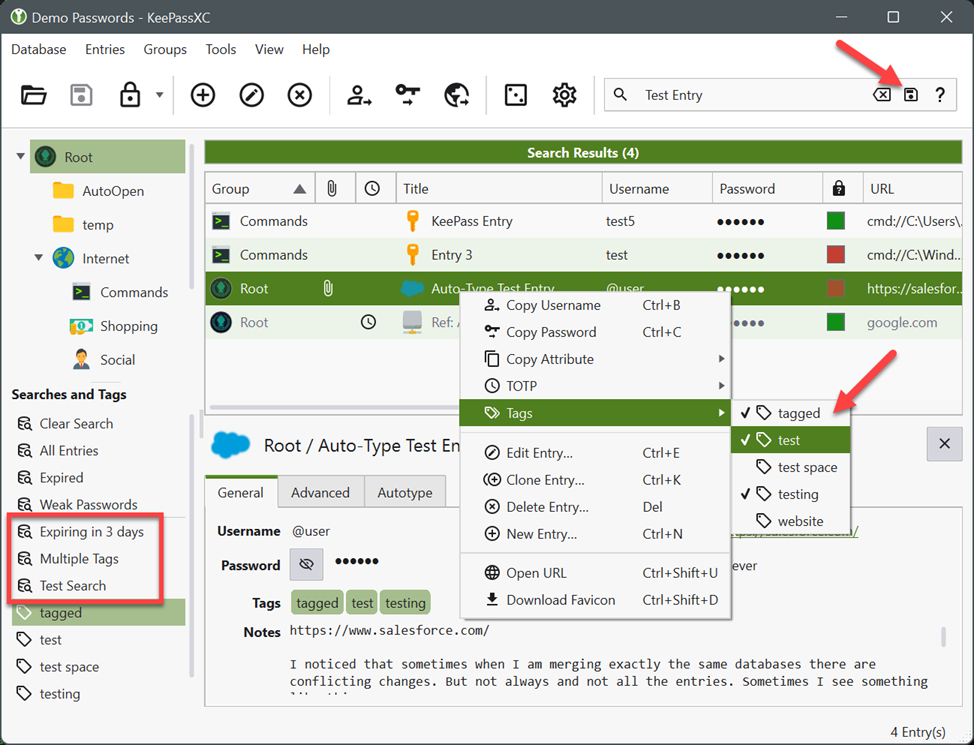 Demo Passwords - KeePassXC
Database Entries Groups Tools View Help
Test Entry ?
Root
AutoOpen
temp
Internet
Commands
Shopping
Social
Searches and Tags
Clear Search
All Entries
Expired
Weak Passwords
Expiring in 3 days
Multiple Tags
Test Search
tagged
test
test space
testing
Search Results (4)
Group Title Username Password URL
Commands KeePass Entry test5 ●●●●●● cmd://C:\Users\.
Commands Entry 3 test ●●●●●● cmd://C:\Wind...
Root Auto-Type Test Entry @user ●●●●●● https://salesfor...
Root Ref: google.com
Copy Username Ctrl+B
Copy Password Ctrl+C
Copy Attribute
TOTP
Tags
Edit Entry... Ctrl+E
Clone Entry... Ctrl+K
Delete Entry... Del
New Entry... Ctrl+N
Open URL Ctrl+Shift+U
Download Favicon Ctrl+Shift+D
✓ tagged
✓ test
test space
✓ testing
website
Root / Auto-Type Test En
General Advanced Autotype
Username @user
Password ●●●●●●
ever
Tags tagged test testing
Notes https://www.salesforce.com/
I noticed that sometimes when I am merging exactly the same databases there are
conflicting changes. But not always and not all the entries. Sometimes I see something
4 Entry(s)